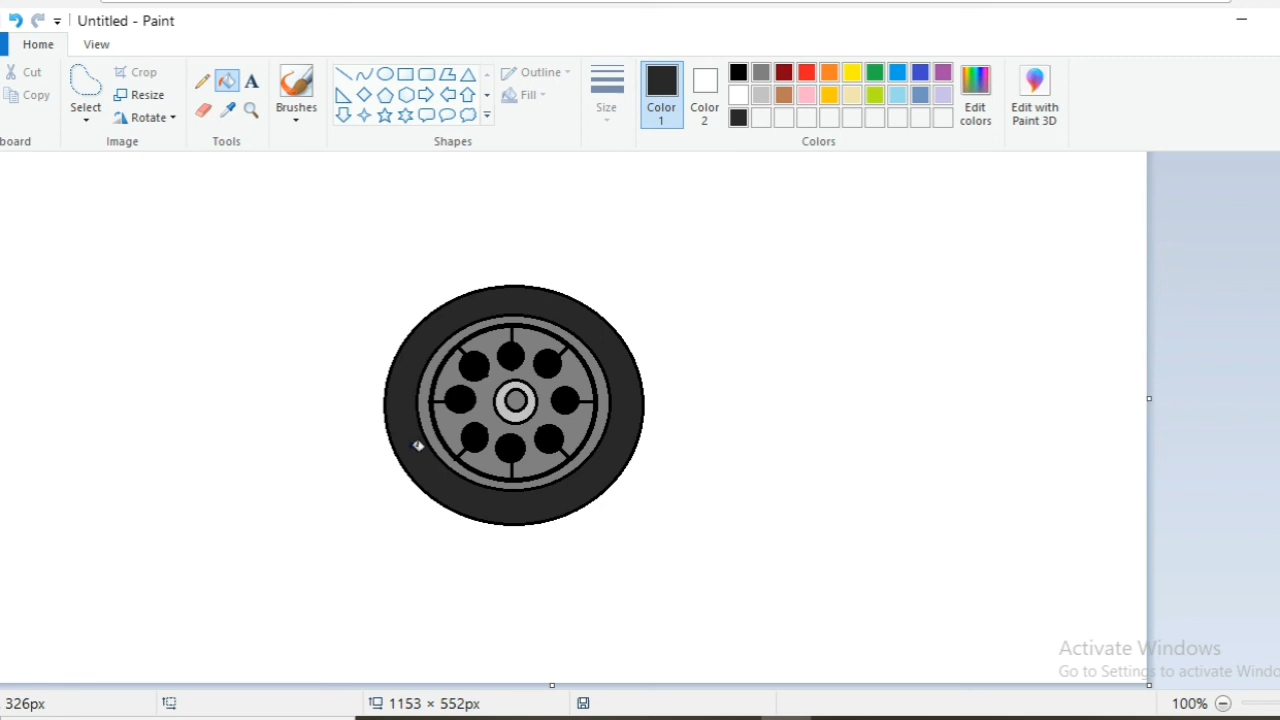 Untitled - Paint
Home View
Cut
Copy
Select
Crop
Resize
Rotate
Brushes
Outline
Fill
Size
Color 1
Color 2
Edit colors
Edit with Paint 3D
board Image Tools Shapes Colors
Activate Windows
Go to Settings to activate Windo
326px 1153 × 552px 100%